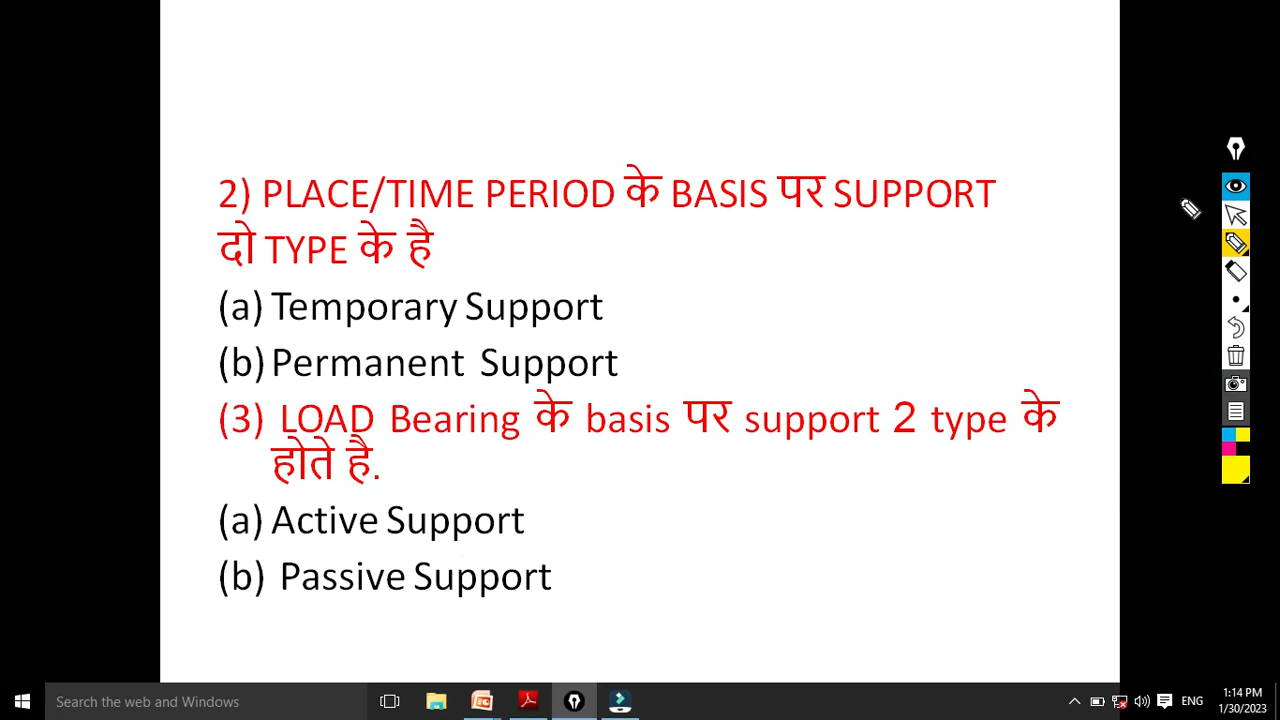 2) PLACE/TIME PERIOD के BASIS पर SUPPORT
दो TYPE के है
(a) Temporary Support
(b) Permanent Support
(3) LOAD Bearing के basis पर support 2 type के
होते है.
(a) Active Support
(b) Passive Support
Search the web and Windows
ENG
1:14 PM
1/30/2023